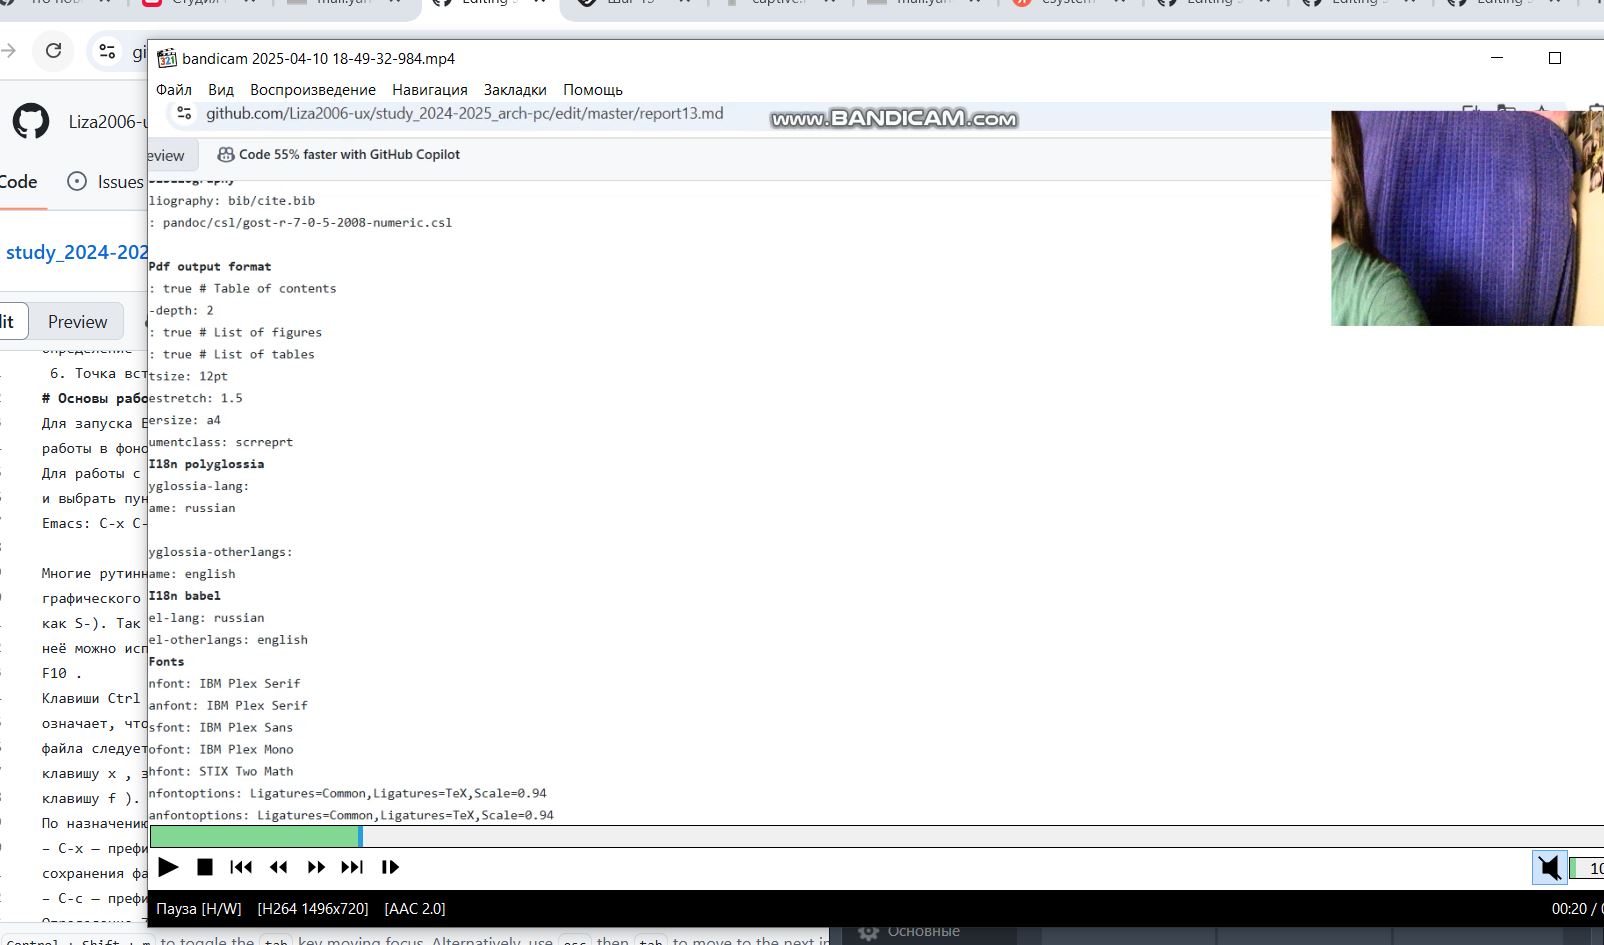 Editing
Шаг 13
captive.
mail.yan
Editing
Editing
Editing
gi
Liza2006-u
Code
Issues
study_2024-202
Preview
6. Точка вст
# Основы рабо
Для запуска E
работы в фоно
Для работы с
и выбрать пун
Emacs: C-x C-
Многие рутинн
графического
как S-). Так
неё можно исп
F10 .
Клавиши Ctrl
означает, что
файла следует
клавишу x , з
клавишу f ).
По назначению
– C-x — префи
сохранения фа
– C-c — префи
bandicam 2025-04-10 18-49-32-984.mp4
Файл Вид Воспроизведение Навигация Закладки Помощь
github.com/Liza2006-ux/study_2024-2025_arch-pc/edit/master/report13.md
www.BANDICAM.com
eview
Code 55% faster with GitHub Copilot
liography: bib/cite.bib
: pandoc/csl/gost-r-7-0-5-2008-numeric.csl
Pdf output format
: true # Table of contents
-depth: 2
: true # List of figures
: true # List of tables
tsize: 12pt
estretch: 1.5
ersize: a4
umentclass: scrreprt
I18n polyglossia
yglossia-lang:
ame: russian
yglossia-otherlangs:
ame: english
I18n babel
el-lang: russian
el-otherlangs: english
Fonts
nfont: IBM Plex Serif
anfont: IBM Plex Serif
sfont: IBM Plex Sans
ofont: IBM Plex Mono
hfont: STIX Two Math
nfontoptions: Ligatures=Common,Ligatures=TeX,Scale=0.94
anfontoptions: Ligatures=Common,Ligatures=TeX,Scale=0.94
10
Пауза [H/W] [H264 1496x720] [AAC 2.0]
00:20 /
Control + Shift + m to toggle the tab key moving focus. Alternatively, use esc then tab to move to the next in
Основные